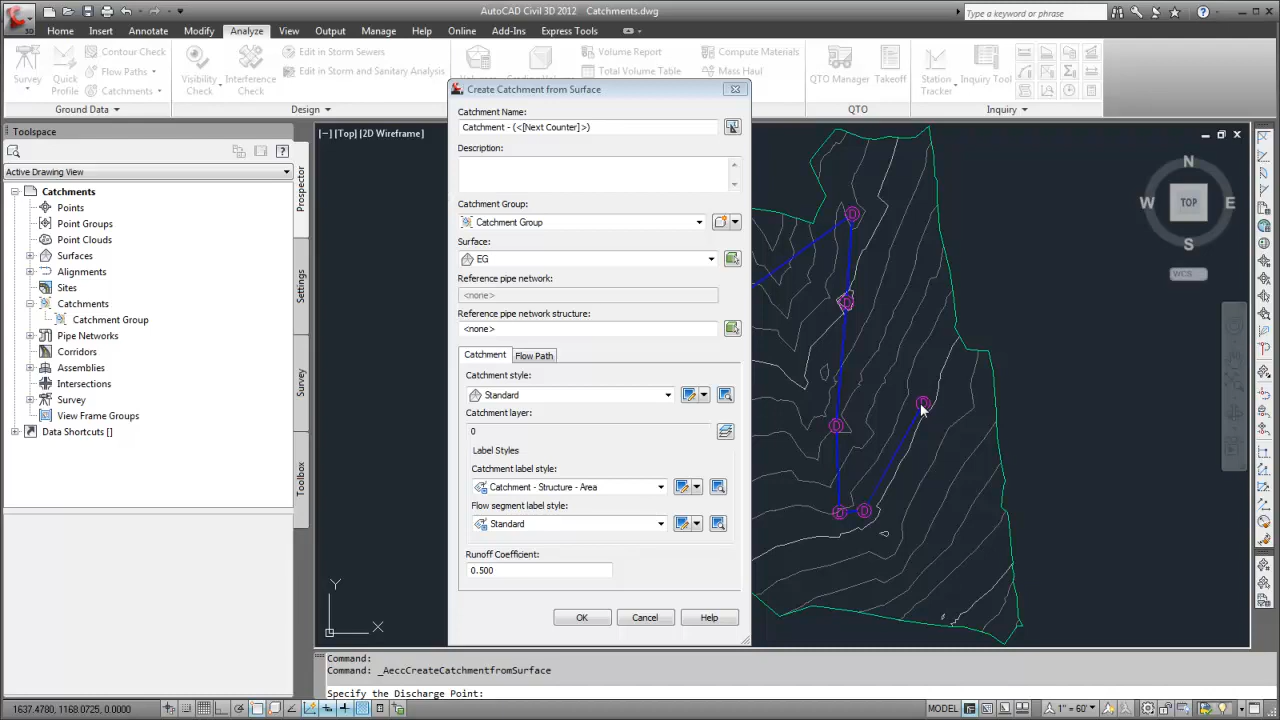 AutoCAD Civil 3D 2012 Catchments.dwg
Type a keyword or phrase
Home Insert Annotate Modify Analyze View Output Manage Help Add-Ins Online Express Tools
Survey
Quick Profile
Contour Check
Flow Paths
Catchments
Ground Data
Visibility Check
Interference Check
Edit in Storm Sewers
Edit in Storm and Sanitary Analysis
Design
Volume Report
Total Volume Table
Compute Materials
Mass Haul
QTO Manager
Takeoff
QTO
Station Tracker
Inquiry Tool
Inquiry
Toolspace
Active Drawing View
Catchments
Points
Point Groups
Point Clouds
Surfaces
Alignments
Sites
Catchments
Catchment Group
Pipe Networks
Corridors
Assemblies
Intersections
Survey
View Frame Groups
Data Shortcuts []
Prospector
Settings
Survey
Toolbox
[−] [Top] [2D Wireframe]
Create Catchment from Surface
Catchment Name:
Catchment - (<[Next Counter]>)
Description:
Catchment Group:
Catchment Group
Surface:
EG
Reference pipe network:
<none>
Reference pipe network structure:
<none>
Catchment Flow Path
Catchment style:
Standard
Catchment layer:
0
Label Styles
Catchment label style:
Catchment - Structure - Area
Flow segment label style:
Standard
Runoff Coefficient:
0.500
OK Cancel Help
N
W TOP E
S
WCS
D
D
D
D
D D
Y
X
Command:
Command: _AeccCreateCatchmentfromSurface
Specify the Discharge Point:
1637.4780, 1168.0725, 0.0000
MODEL
1" = 60'